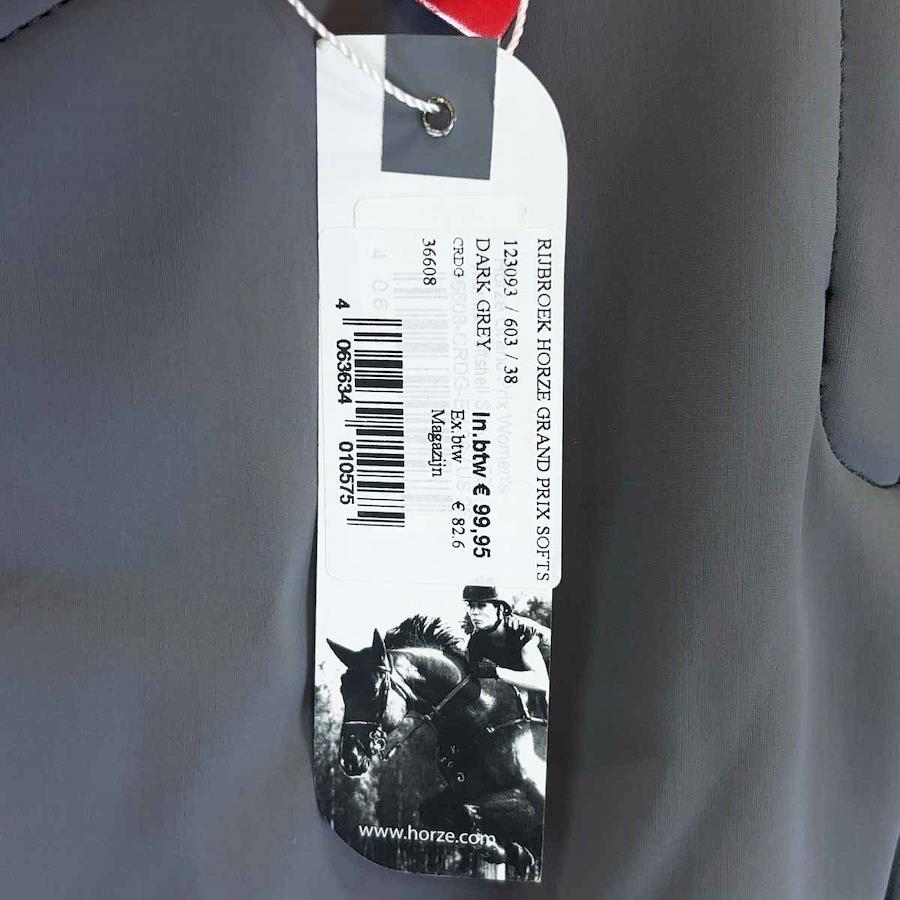 RIJBROEK HORZE GRAND PRIX SOFTS
123093 / 603 / 38
DARK GREY In.btw € 99,95
CRDG Ex.btw € 82.6
36608 Magazijn
4 063634 010575
www.horze.com